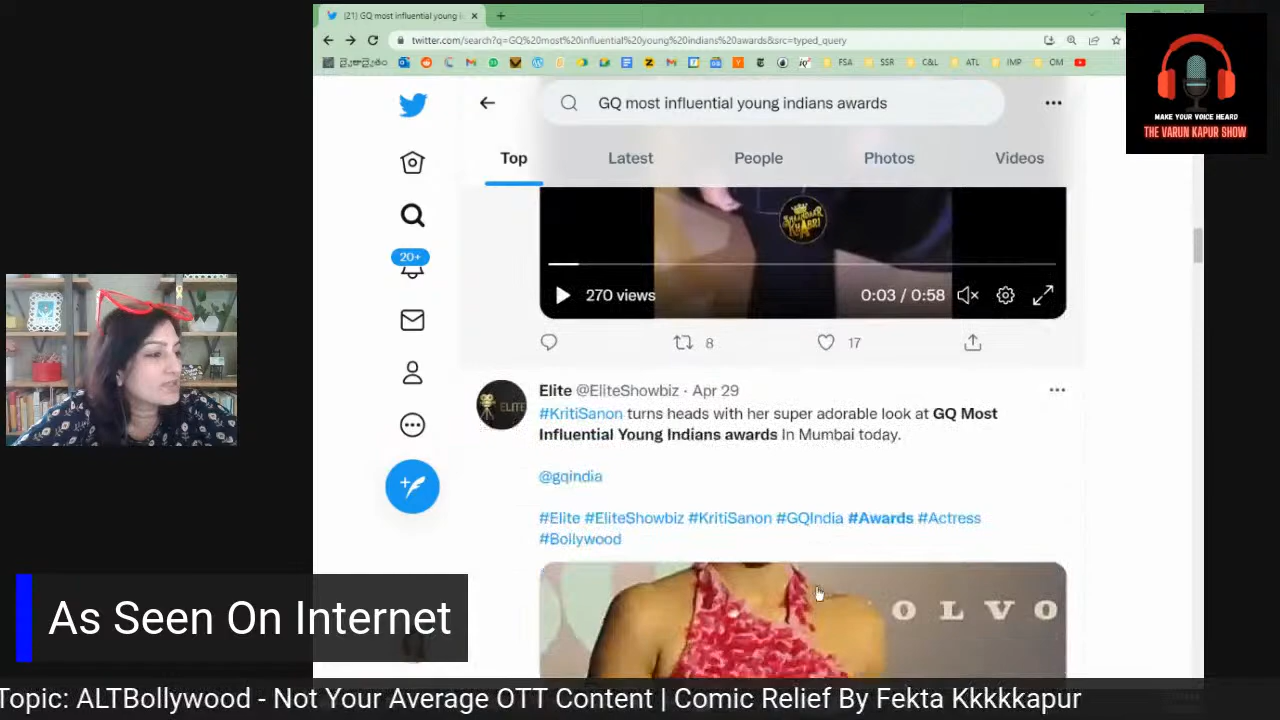 (21) GQ most influential young i
twitter.com/search?q=GQ%20most%20influential%20young%20indians%20awards&src=typed_query
FSA SSR C&L ATL IMP OM
MAKE YOUR VOICE HEARD
THE VARUN KAPUR SHOW
GQ most influential young indians awards
Top Latest People Photos Videos
SHAANDAAR
KHABRI
270 views 0:03 / 0:58
8 17
20+
Elite @EliteShowbiz · Apr 29
#KritiSanon turns heads with her super adorable look at GQ Most
Influential Young Indians awards In Mumbai today.
@gqindia
#Elite #EliteShowbiz #KritiSanon #GQIndia #Awards #Actress
#Bollywood
ELITE
OLVO
As Seen On Internet
Topic: ALTBollywood - Not Your Average OTT Content | Comic Relief By Fekta Kkkkkapur